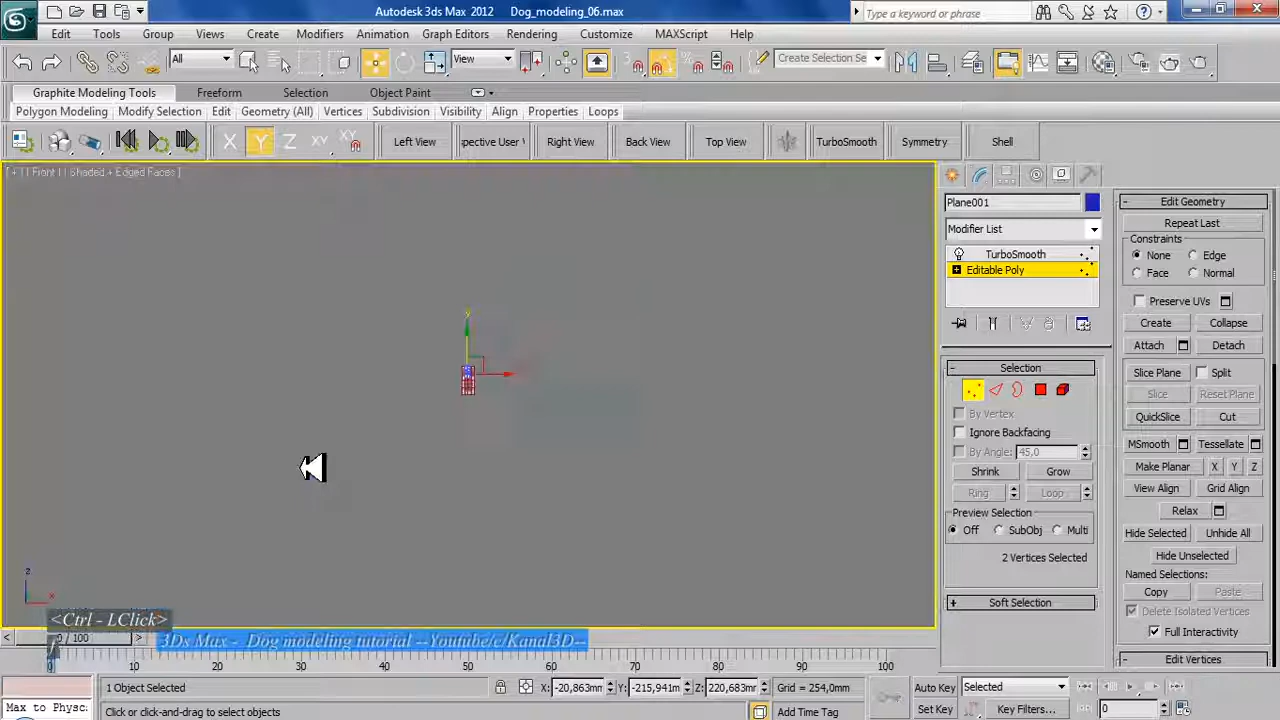 Autodesk 3ds Max 2012 Dog_modeling_06.max
Type a keyword or phrase
Edit Tools Group Views Create Modifiers Animation Graph Editors Rendering Customize MAXScript Help
All View Create Selection Se
Graphite Modeling Tools Freeform Selection Object Paint
Polygon Modeling Modify Selection Edit Geometry (All) Vertices Subdivision Visibility Align Properties Loops
X Y Z XY XY Left View pective User Right View Back View Top View TurboSmooth Symmetry Shell
[ + ] [ Front ] [ Shaded + Edged Faces ]
Plane001
Modifier List
TurboSmooth
Editable Poly
Selection
By Vertex
Ignore Backfacing
By Angle: 45,0
Shrink Grow
Ring Loop
Preview Selection
Off SubObj Multi
2 Vertices Selected
Soft Selection
Edit Geometry
Repeat Last
Constraints
None Edge
Face Normal
Preserve UVs
Create Collapse
Attach Detach
Slice Plane Split
Slice Reset Plane
QuickSlice Cut
MSmooth Tessellate
Make Planar X Y Z
View Align Grid Align
Relax
Hide Selected Unhide All
Hide Unselected
Named Selections:
Copy Paste
Delete Isolated Vertices
Full Interactivity
Edit Vertices
z
x
<Ctrl - LClick>
0 / 100
3Ds Max - Dog modeling tutorial --Youtube/c/Kanal3D--
0 10 20 30 40 50 60 70 80 90 100
1 Object Selected X: -20,863mm Y: -215,941mm Z: 220,683mm Grid = 254,0mm Auto Key Selected
Max to Physc
Click or click-and-drag to select objects Add Time Tag Set Key Key Filters... 0